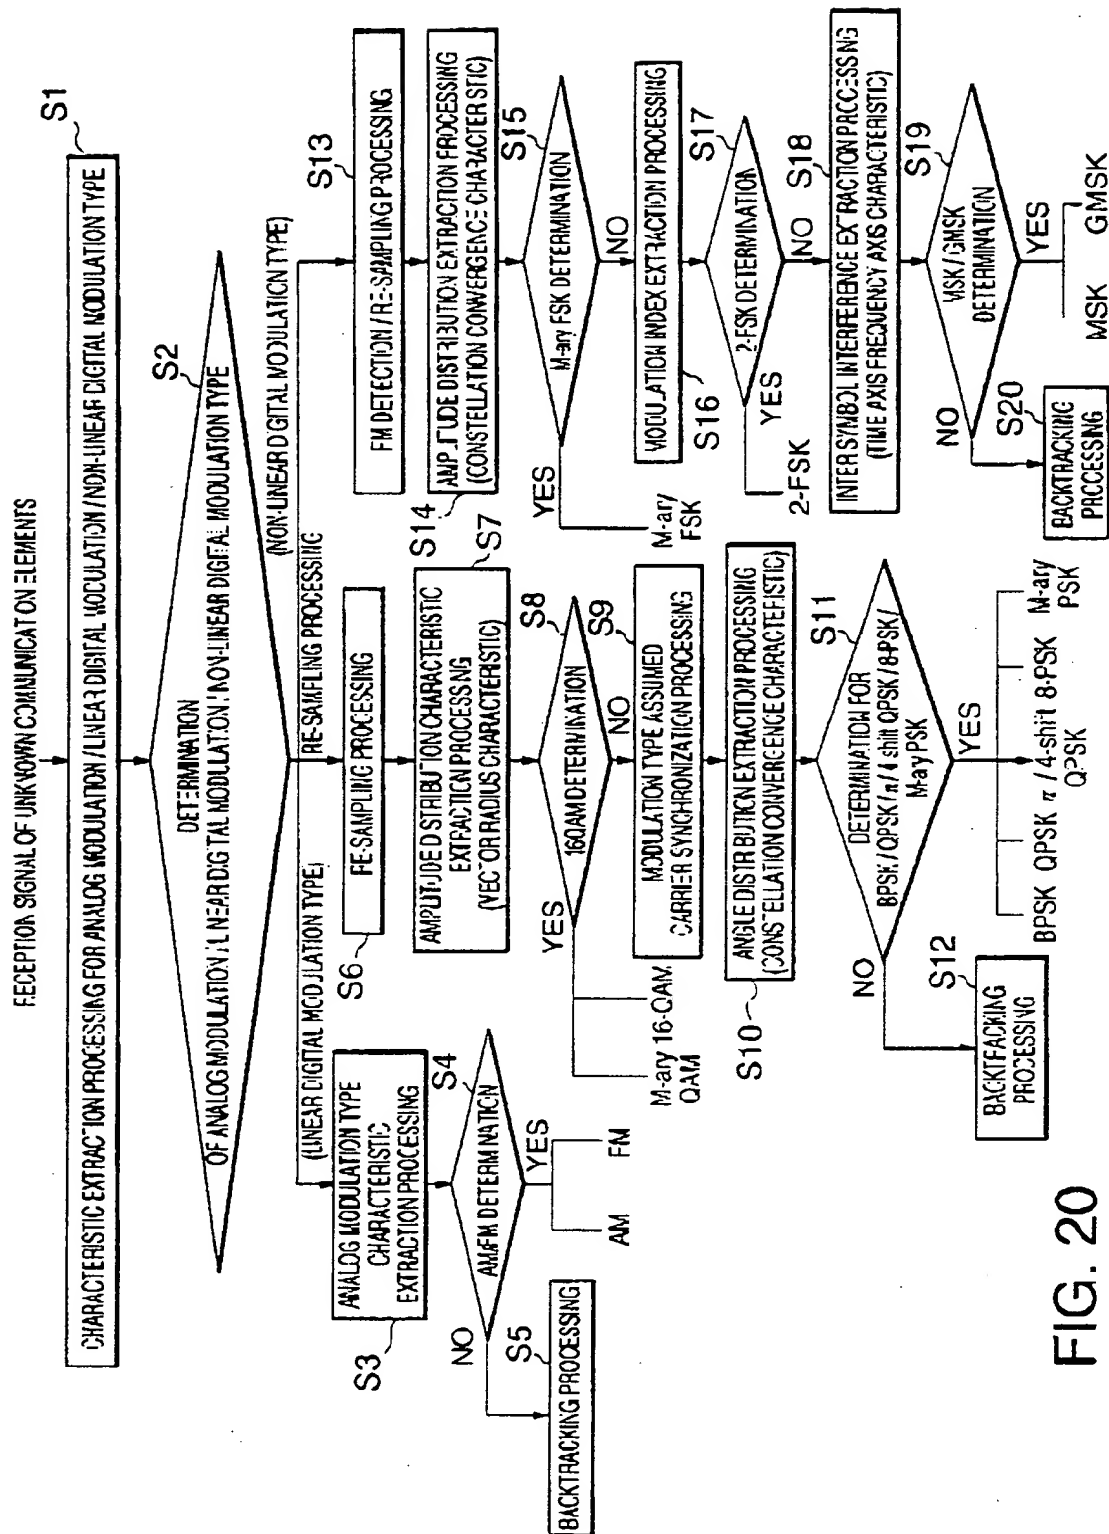 RECEPTION SIGNAL OF UNKNOWN COMUNICATION ELEMENTS
S1
CHARACTERISTIC EXTRACTION PROCESSING FOR ANALOG MODULATION / LINEAR DIGITAL MODULATION / NON-LINEAR DIGITAL MODULATION TYPE
S2
DETERMINATION
OF ANALOG MODULATION / LINEAR DIGITAL MODULATION / NON-LINEAR DIGITAL MODULATION TYPE
(LINEAR DIGITAL MODULATION TYPE)
RE-SAMPLING PROCESSING
(NON-LINEAR DIGITAL MODULATION TYPE)
S3
ANALOG MODULATION TYPE
CHARACTERISTIC
EXTRACTION PROCESSING
S4
AM/FM DETERMINATION
NO
YES
S5
BACKTRACKING PROCESSING
AM
FM
S6
RE-SAMPLING PROCESSING
S7
AMPLITUDE DISTRIBUTION CHARACTERISTIC
EXTRACTION PROCESSING
(VECTOR RADIUS CHARACTERISTIC)
S8
16QAM DETERMINATION
YES
NO
M-ary
QAM
16-QAM
S9
MODULATION TYPE ASSUMED
CARRIER SYNCHRONIZATION PROCESSING
S10
ANGLE DISTRIBUTION EXTRACTION PROCESSING
(CONSTELLATION CONVERGENCE CHARACTERISTIC)
S11
DETERMINATION FOR
BPSK / QPSK / π / 4 shift QPSK / 8-PSK /
M-ay PSK
NO
YES
S12
BACKTRACKING
PROCESSING
BPSK
QPSK
π / 4-shift
QPSK
8-PSK
M-ary
PSK
S13
FM DETECTION / RE-SAMPLING PROCESSING
S14
AMPLITUDE DISTRIBUTION EXTRACTION PROCESSING
(CONSTELLATION CONVERGENCE CHARACTERISTIC)
S15
M-ary FSK DETERMINATION
YES
NO
M-ary
FSK
S16
MODULATION INDEX EXTRACTION PROCESSING
S17
2-FSK DETERMINATION
YES
NO
2-FSK
S18
INTER SYMBOL INTERFERENCE EXTRACTION PROCESSING
(TIME AXIS FREQUENCY AXIS CHARACTERISTIC)
S19
MSK / GMSK
DETERMINATION
NO
YES
S20
BACKTRACKING
PROCESSING
MSK
GMSK
FIG. 20